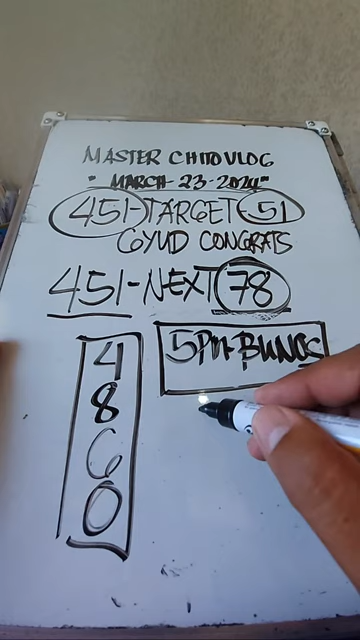 MASTER CHITO VLOG
"MARCH-23-2024"
451-TARGET 51
GYUD CONGRATS
451-NEXT 78
5PM-BUNOS
4
8
6
0